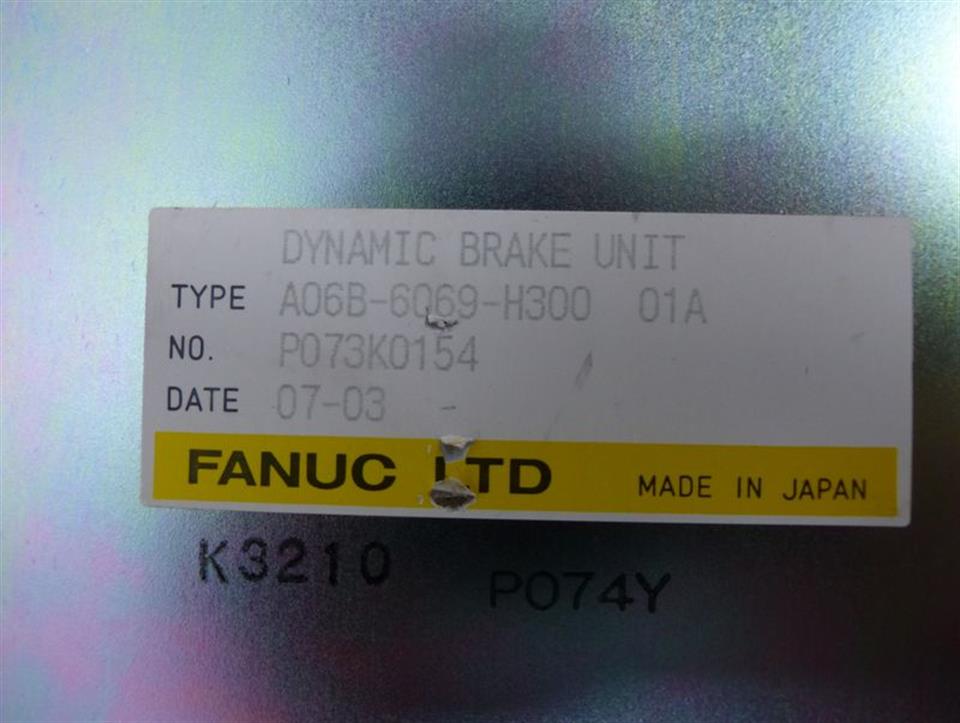 DYNAMIC BRAKE UNIT
TYPE A06B-6069-H300 01A
NO. P073K0154
DATE 07-03
FANUC LTD MADE IN JAPAN
K3210
P074Y